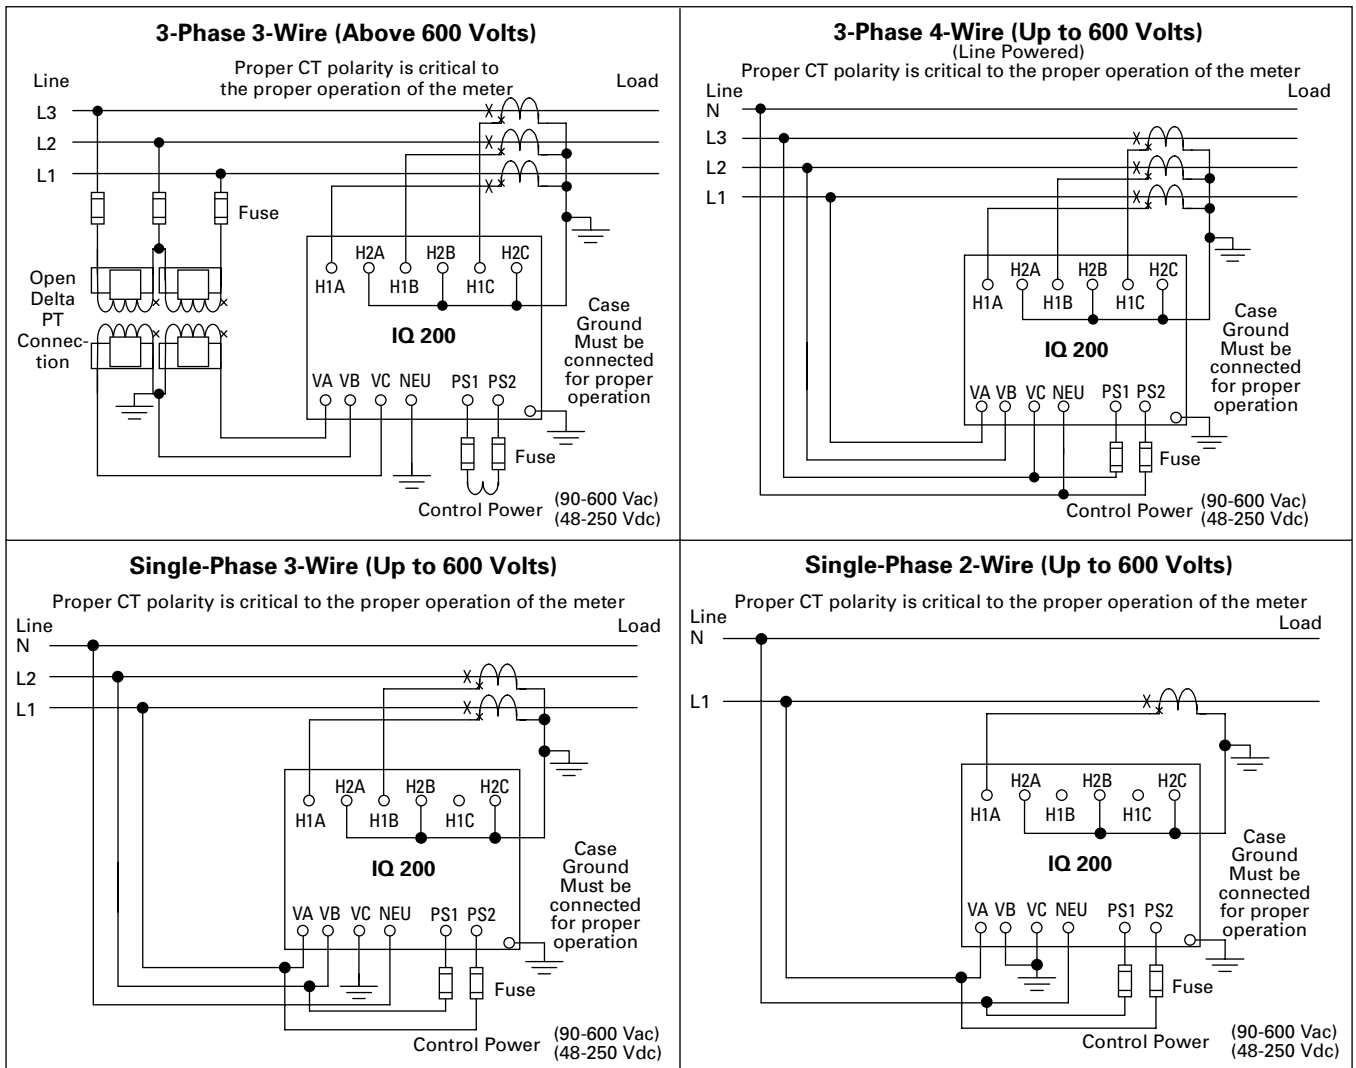 3-Phase 3-Wire (Above 600 Volts)
Proper CT polarity is critical to
the proper operation of the meter
Line
Load
L3
L2
L1
Fuse
Open
Delta
PT
Connec-
tion
H2A H2B H2C
H1A H1B H1C
IQ 200
Case
Ground
Must be
connected
for proper
operation
VA VB VC NEU PS1 PS2
Fuse
Control Power
(90-600 Vac)
(48-250 Vdc)
3-Phase 4-Wire (Up to 600 Volts)
(Line Powered)
Proper CT polarity is critical to the proper operation of the meter
Line
Load
N
L3
L2
L1
H2A H2B H2C
H1A H1B H1C
IQ 200
Case
Ground
Must be
connected
for proper
operation
VA VB VC NEU PS1 PS2
Fuse
Control Power
(90-600 Vac)
(48-250 Vdc)
Single-Phase 3-Wire (Up to 600 Volts)
Proper CT polarity is critical to the proper operation of the meter
Line
Load
N
L2
L1
H2A H2B H2C
H1A H1B H1C
IQ 200
Case
Ground
Must be
connected
for proper
operation
VA VB VC NEU PS1 PS2
Fuse
Control Power
(90-600 Vac)
(48-250 Vdc)
Single-Phase 2-Wire (Up to 600 Volts)
Proper CT polarity is critical to the proper operation of the meter
Line
Load
N
L1
H2A H2B H2C
H1A H1B H1C
IQ 200
Case
Ground
Must be
connected
for proper
operation
VA VB VC NEU PS1 PS2
Fuse
Control Power
(90-600 Vac)
(48-250 Vdc)